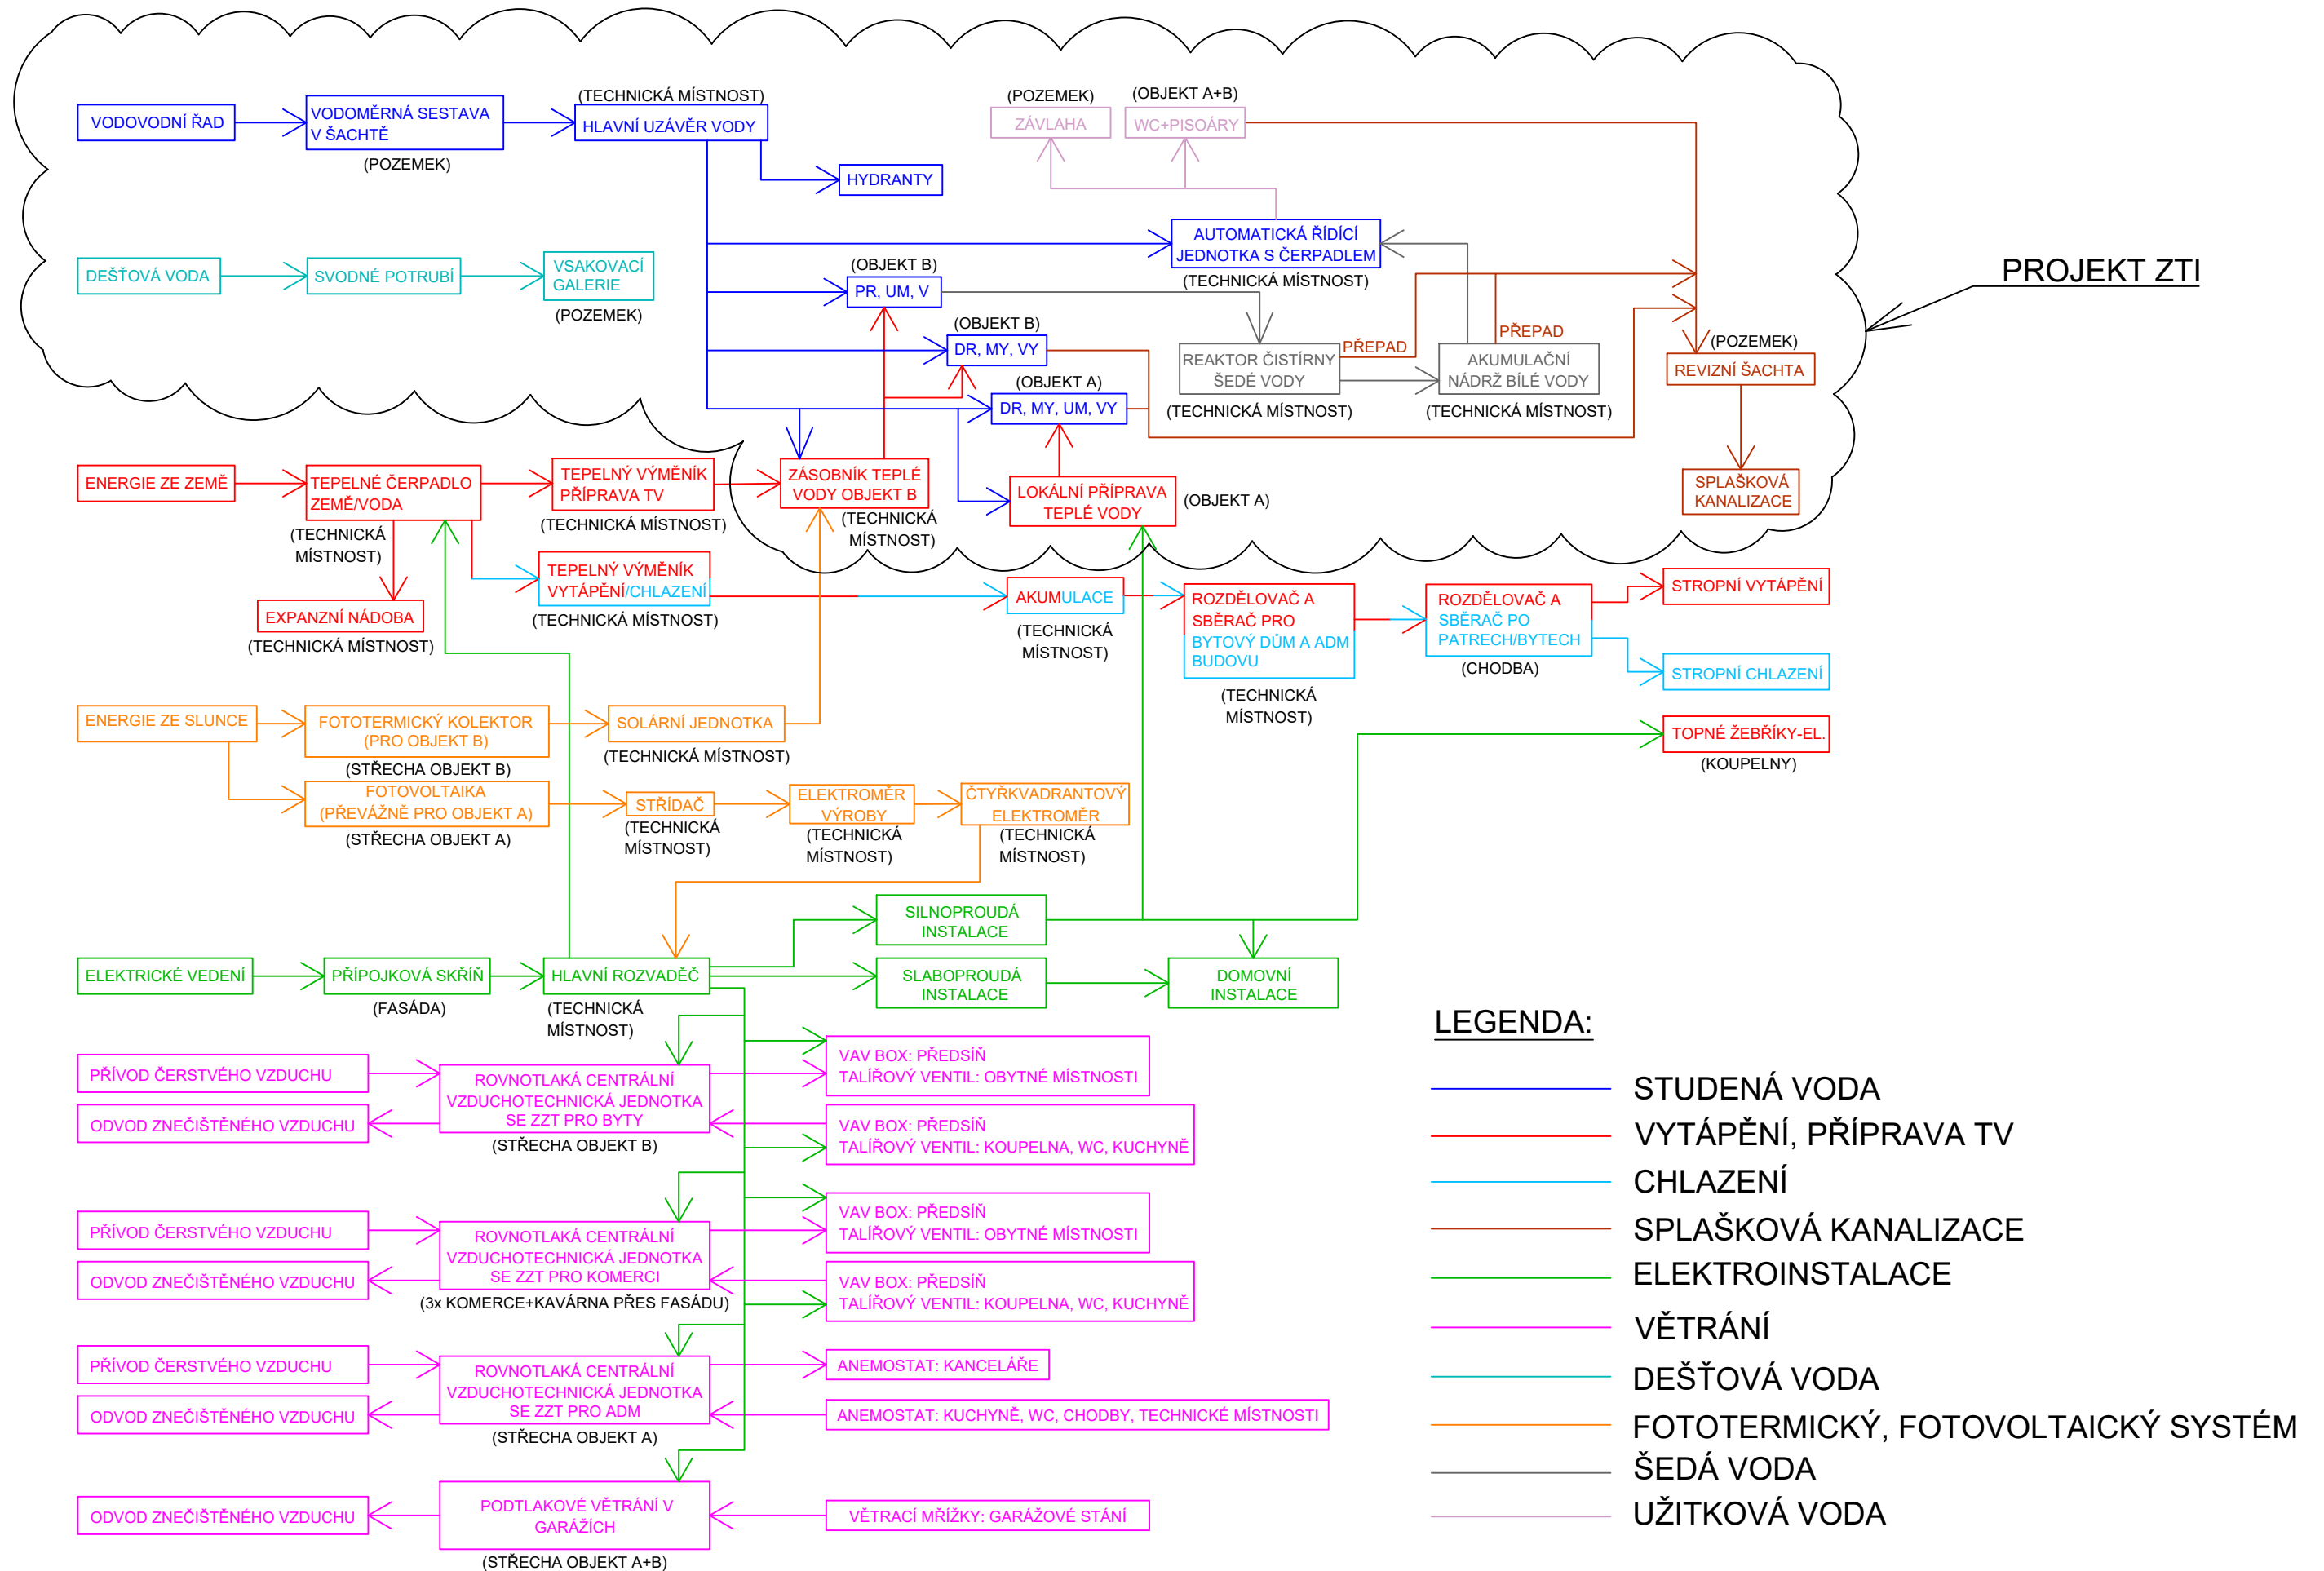 VODOVODNÍ ŘAD
VODOMĚRNÁ SESTAVA
V ŠACHTĚ
(POZEMEK)
(TECHNICKÁ MÍSTNOST)
HLAVNÍ UZÁVĚR VODY
HYDRANTY
(POZEMEK)
ZÁVLAHA
(OBJEKT A+B)
WC+PISOÁRY
DEŠŤOVÁ VODA
SVODNÉ POTRUBÍ
VSAKOVACÍ
GALERIE
(POZEMEK)
AUTOMATICKÁ ŘÍDÍCÍ
JEDNOTKA S ČERPADLEM
(TECHNICKÁ MÍSTNOST)
(OBJEKT B)
PR, UM, V
(OBJEKT B)
DR, MY, VY
(OBJEKT A)
DR, MY, UM, VY
REAKTOR ČISTÍRNY
ŠEDÉ VODY
(TECHNICKÁ MÍSTNOST)
PŘEPAD
PŘEPAD
AKUMULAČNÍ
NÁDRŽ BÍLÉ VODY
(TECHNICKÁ MÍSTNOST)
(POZEMEK)
REVIZNÍ ŠACHTA
SPLAŠKOVÁ
KANALIZACE
PROJEKT ZTI
ENERGIE ZE ZEMĚ
TEPELNÉ ČERPADLO
ZEMĚ/VODA
(TECHNICKÁ
MÍSTNOST)
TEPELNÝ VÝMĚNÍK
PŘÍPRAVA TV
(TECHNICKÁ MÍSTNOST)
ZÁSOBNÍK TEPLÉ
VODY OBJEKT B
(TECHNICKÁ
MÍSTNOST)
LOKÁLNÍ PŘÍPRAVA
TEPLÉ VODY
(OBJEKT A)
EXPANZNÍ NÁDOBA
(TECHNICKÁ MÍSTNOST)
TEPELNÝ VÝMĚNÍK
VYTÁPĚNÍ/CHLAZENÍ
(TECHNICKÁ MÍSTNOST)
AKUMULACE
(TECHNICKÁ
MÍSTNOST)
ROZDĚLOVAČ A
SBĚRAČ PRO
BYTOVÝ DŮM A ADM
BUDOVU
(TECHNICKÁ
MÍSTNOST)
ROZDĚLOVAČ A
SBĚRAČ PO
PATRECH/BYTECH
(CHODBA)
STROPNÍ VYTÁPĚNÍ
STROPNÍ CHLAZENÍ
TOPNÉ ŽEBŘÍKY-EL.
(KOUPELNY)
ENERGIE ZE SLUNCE
FOTOTERMICKÝ KOLEKTOR
(PRO OBJEKT B)
(STŘECHA OBJEKT B)
SOLÁRNÍ JEDNOTKA
(TECHNICKÁ MÍSTNOST)
FOTOVOLTAIKA
(PŘEVÁŽNĚ PRO OBJEKT A)
(STŘECHA OBJEKT A)
STŘÍDAČ
(TECHNICKÁ
MÍSTNOST)
ELEKTROMĚR
VÝROBY
(TECHNICKÁ
MÍSTNOST)
ČTYŘKVADRANTOVÝ
ELEKTROMĚR
(TECHNICKÁ
MÍSTNOST)
ELEKTRICKÉ VEDENÍ
PŘÍPOJKOVÁ SKŘÍŇ
(FASÁDA)
HLAVNÍ ROZVADĚČ
(TECHNICKÁ
MÍSTNOST)
SILNOPROUDÁ
INSTALACE
SLABOPROUDÁ
INSTALACE
DOMOVNÍ
INSTALACE
PŘÍVOD ČERSTVÉHO VZDUCHU
ODVOD ZNEČIŠTĚNÉHO VZDUCHU
ROVNOTLAKÁ CENTRÁLNÍ
VZDUCHOTECHNICKÁ JEDNOTKA
SE ZZT PRO BYTY
(STŘECHA OBJEKT B)
VAV BOX: PŘEDSÍŇ
TALÍŘOVÝ VENTIL: OBYTNÉ MÍSTNOSTI
VAV BOX: PŘEDSÍŇ
TALÍŘOVÝ VENTIL: KOUPELNA, WC, KUCHYNĚ
PŘÍVOD ČERSTVÉHO VZDUCHU
ODVOD ZNEČIŠTĚNÉHO VZDUCHU
ROVNOTLAKÁ CENTRÁLNÍ
VZDUCHOTECHNICKÁ JEDNOTKA
SE ZZT PRO KOMERCI
(3x KOMERCE+KAVÁRNA PŘES FASÁDU)
VAV BOX: PŘEDSÍŇ
TALÍŘOVÝ VENTIL: OBYTNÉ MÍSTNOSTI
VAV BOX: PŘEDSÍŇ
TALÍŘOVÝ VENTIL: KOUPELNA, WC, KUCHYNĚ
PŘÍVOD ČERSTVÉHO VZDUCHU
ODVOD ZNEČIŠTĚNÉHO VZDUCHU
ROVNOTLAKÁ CENTRÁLNÍ
VZDUCHOTECHNICKÁ JEDNOTKA
SE ZZT PRO ADM
(STŘECHA OBJEKT A)
ANEMOSTAT: KANCELÁŘE
ANEMOSTAT: KUCHYNĚ, WC, CHODBY, TECHNICKÉ MÍSTNOSTI
ODVOD ZNEČIŠTĚNÉHO VZDUCHU
PODTLAKOVÉ VĚTRÁNÍ V
GARÁŽÍCH
(STŘECHA OBJEKT A+B)
VĚTRACÍ MŘÍŽKY: GARÁŽOVÉ STÁNÍ
LEGENDA:
STUDENÁ VODA
VYTÁPĚNÍ, PŘÍPRAVA TV
CHLAZENÍ
SPLAŠKOVÁ KANALIZACE
ELEKTROINSTALACE
VĚTRÁNÍ
DEŠŤOVÁ VODA
FOTOTERMICKÝ, FOTOVOLTAICKÝ SYSTÉM
ŠEDÁ VODA
UŽITKOVÁ VODA